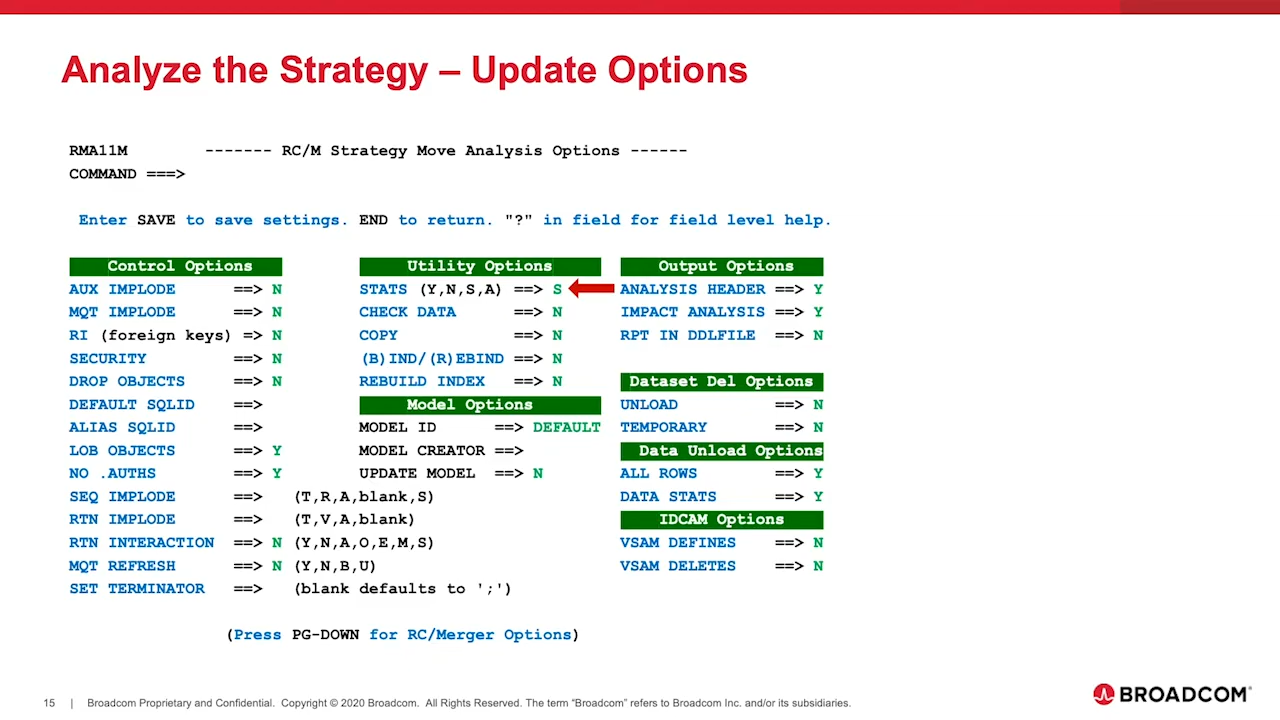 Analyze the Strategy – Update Options
RMA11M ------- RC/M Strategy Move Analysis Options ------
COMMAND ===>
Enter SAVE to save settings. END to return. "?" in field for field level help.
Control Options Utility Options Output Options
AUX IMPLODE ==> N STATS (Y,N,S,A) ==> S ANALYSIS HEADER ==> Y
MQT IMPLODE ==> N CHECK DATA ==> N IMPACT ANALYSIS ==> Y
RI (foreign keys) => N COPY ==> N RPT IN DDLFILE ==> N
SECURITY ==> N (B)IND/(R)EBIND ==> N
DROP OBJECTS ==> N REBUILD INDEX ==> N Dataset Del Options
DEFAULT SQLID ==> Model Options UNLOAD ==> N
ALIAS SQLID ==> MODEL ID ==> DEFAULT TEMPORARY ==> N
LOB OBJECTS ==> Y MODEL CREATOR ==> Data Unload Options
NO .AUTHS ==> Y UPDATE MODEL ==> N ALL ROWS ==> Y
SEQ IMPLODE ==> (T,R,A,blank,S) DATA STATS ==> Y
RTN IMPLODE ==> (T,V,A,blank) IDCAM Options
RTN INTERACTION ==> N (Y,N,A,O,E,M,S) VSAM DEFINES ==> N
MQT REFRESH ==> N (Y,N,B,U) VSAM DELETES ==> N
SET TERMINATOR ==> (blank defaults to ';')
(Press PG-DOWN for RC/Merger Options)
15 | Broadcom Proprietary and Confidential. Copyright © 2020 Broadcom. All Rights Reserved. The term “Broadcom” refers to Broadcom Inc. and/or its subsidiaries.
BROADCOM®